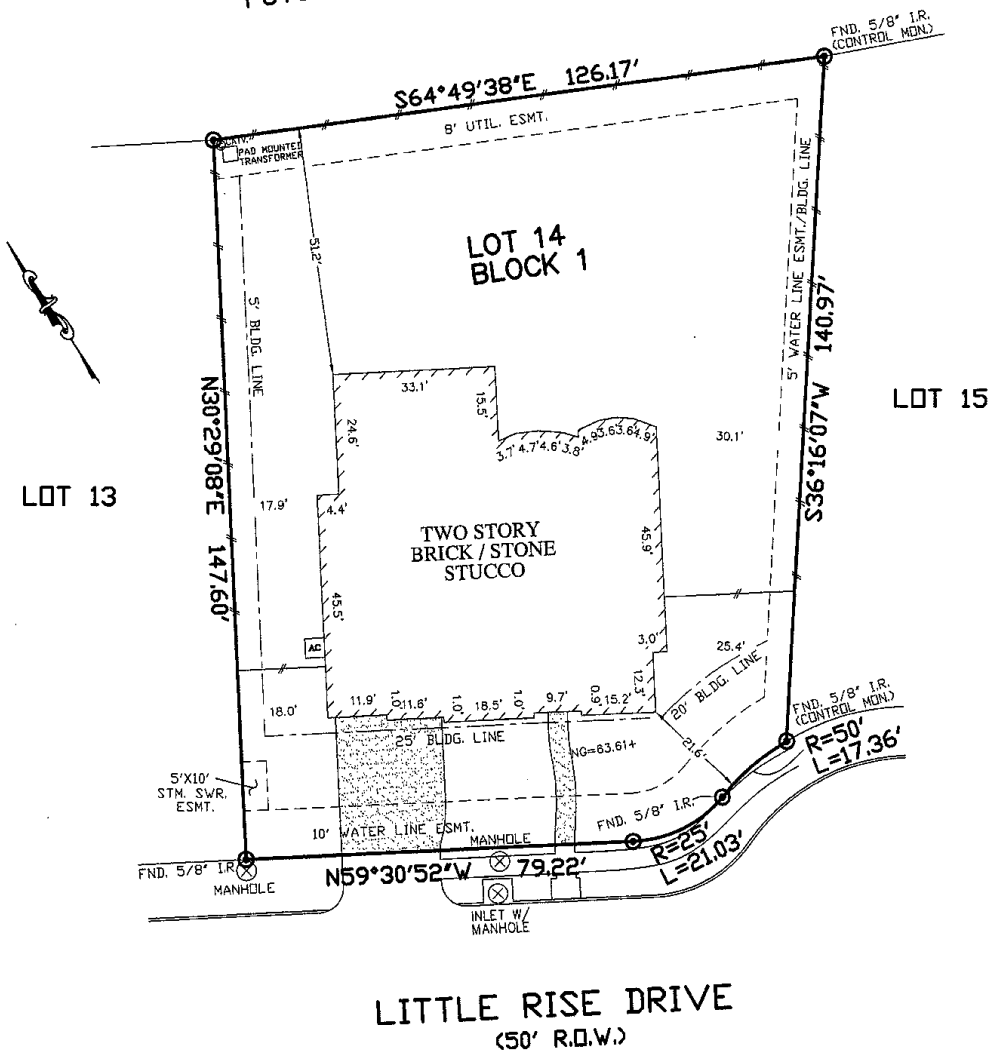 FND. 5/8" I.R.
(CONTROL MON.)
S64°49'38"E 126.17'
8' UTIL. ESMT.
CATV.
PAD MOUNTED
TRANSFORMER
51.2'
LOT 14
BLOCK 1
5' WATER LINE ESMT./BLDG. LINE
5' BLDG. LINE
S36°16'07"W 140.97'
N30°29'08"E 147.60'
LOT 15
LOT 13
33.1'
15.5'
24.6'
3.7' 4.7' 4.6' 3.8' 4.9' 3.6' 3.6' 4.9'
30.1'
17.9'
4.4'
TWO STORY
BRICK / STONE
STUCCO
45.9'
45.5'
AC
3.0'
25.4'
12.3'
20' BLDG. LINE
18.0'
11.9' 1.0' 11.6' 1.0' 18.5' 1.0' 9.7' 0.9' 15.2'
25' BLDG. LINE
NG=63.61+
21.6'
FND. 5/8" I.R.
(CONTROL MON.)
R=50'
L=17.36'
5'X10'
STM. SWR.
ESMT.
10' WATER LINE ESMT.
MANHOLE
FND. 5/8" I.R.
R=25'
L=21.03'
FND. 5/8" I.R.
MANHOLE
N59°30'52"W 79.22'
INLET W/
MANHOLE
LITTLE RISE DRIVE
(50' R.O.W.)